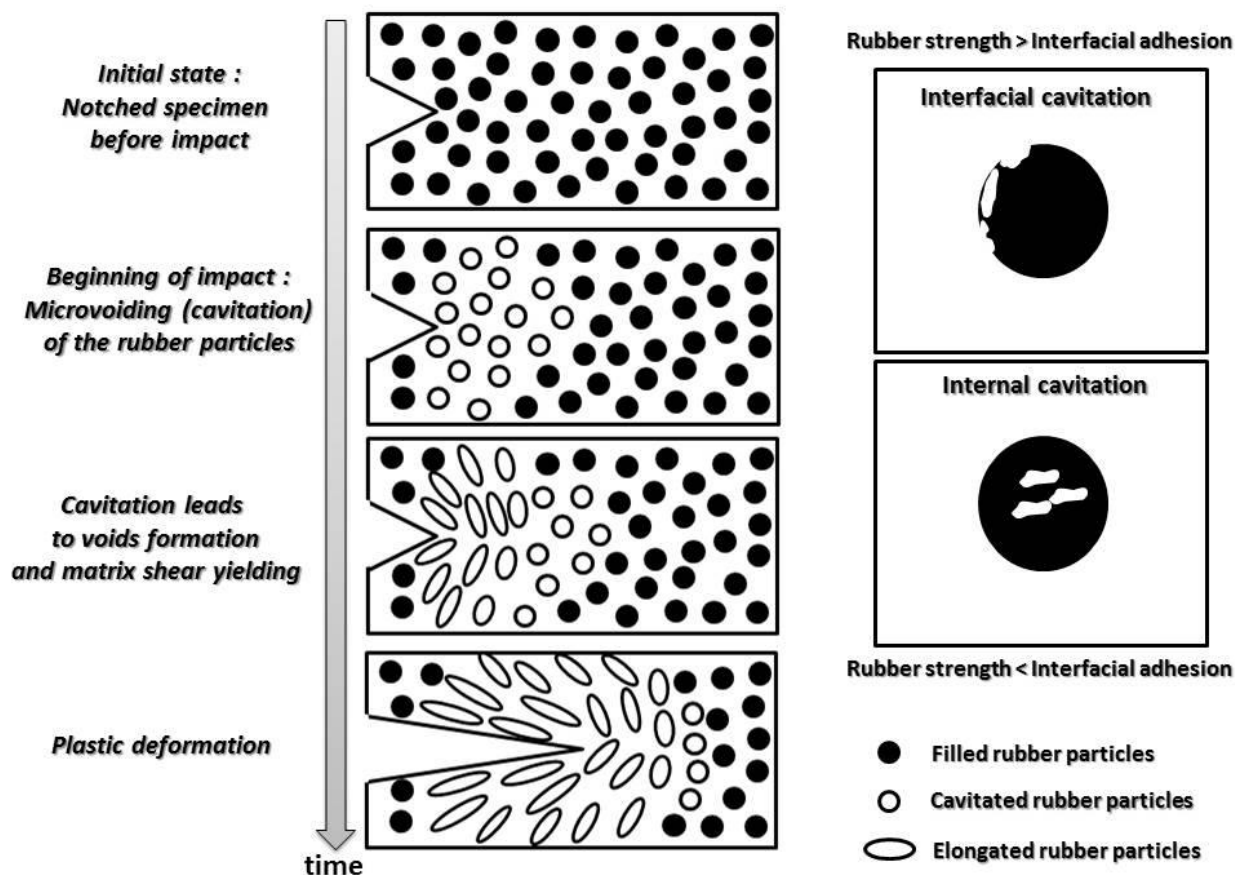 Initial state :
Notched specimen
before impact
Beginning of impact :
Microvoiding (cavitation)
of the rubber particles
Cavitation leads
to voids formation
and matrix shear yielding
Plastic deformation
time
Rubber strength > Interfacial adhesion
Interfacial cavitation
Internal cavitation
Rubber strength < Interfacial adhesion
Filled rubber particles
Cavitated rubber particles
Elongated rubber particles